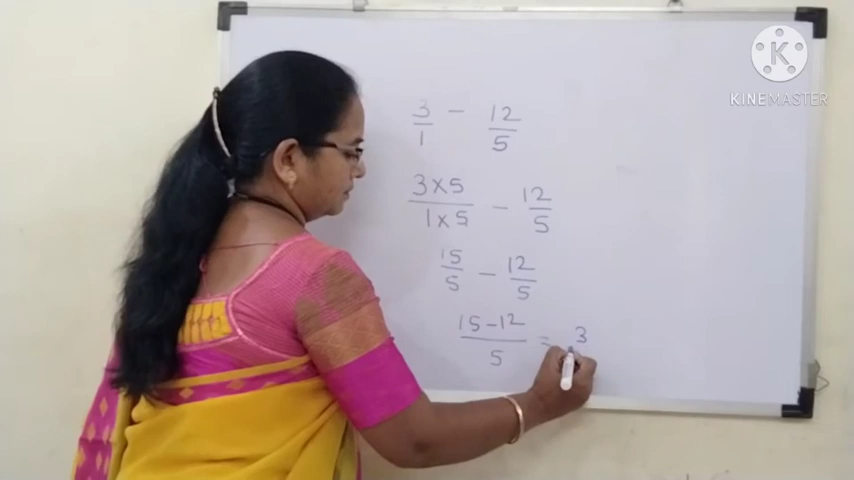 KINEMASTER
3/1 - 12/5
3×5/1×5 - 12/5
15/5 - 12/5
15-12/5 = 3